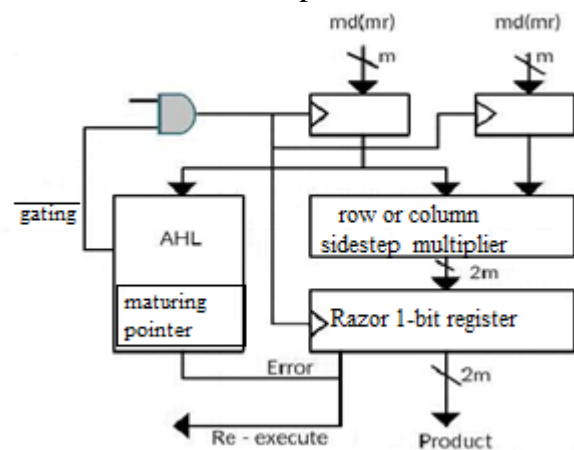 md(mr)
md(mr)
m
1m
gating
AHL
maturing
pointer
row or column
sidestep multiplier
2m
Razor 1-bit register
Error
2m
Re - execute
Product